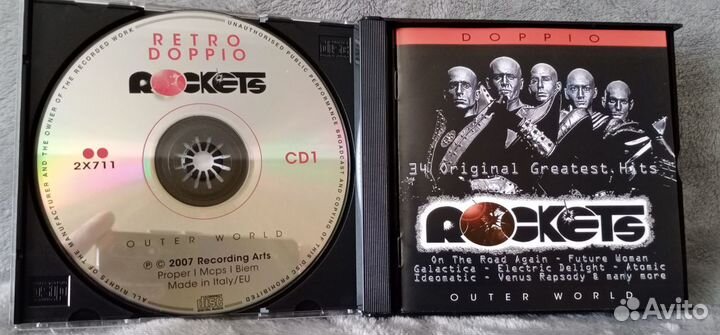 UNAUTHORISED PUBLIC PERFORMANCE BROADCAST AND COPYING OF THIS DISC PROHIBITED
ALL RIGHTS OF THE MANUFACTURER AND THE OWNER OF THE RECORDED WORK
RETRO
DOPPIO
ROCKETS
2X711
CD1
OUTER WORLD
℗ © 2007 Recording Arts
Proper I Mcps I Biem
Made in Italy/EU
DOPPIO
34 Original Greatest Hits
ROCKETS
On The Road Again - Future Woman
Galactica - Electric Delight - Atomic
Ideomatic - Venus Rapsody & many more
OUTER WORLD
Avito